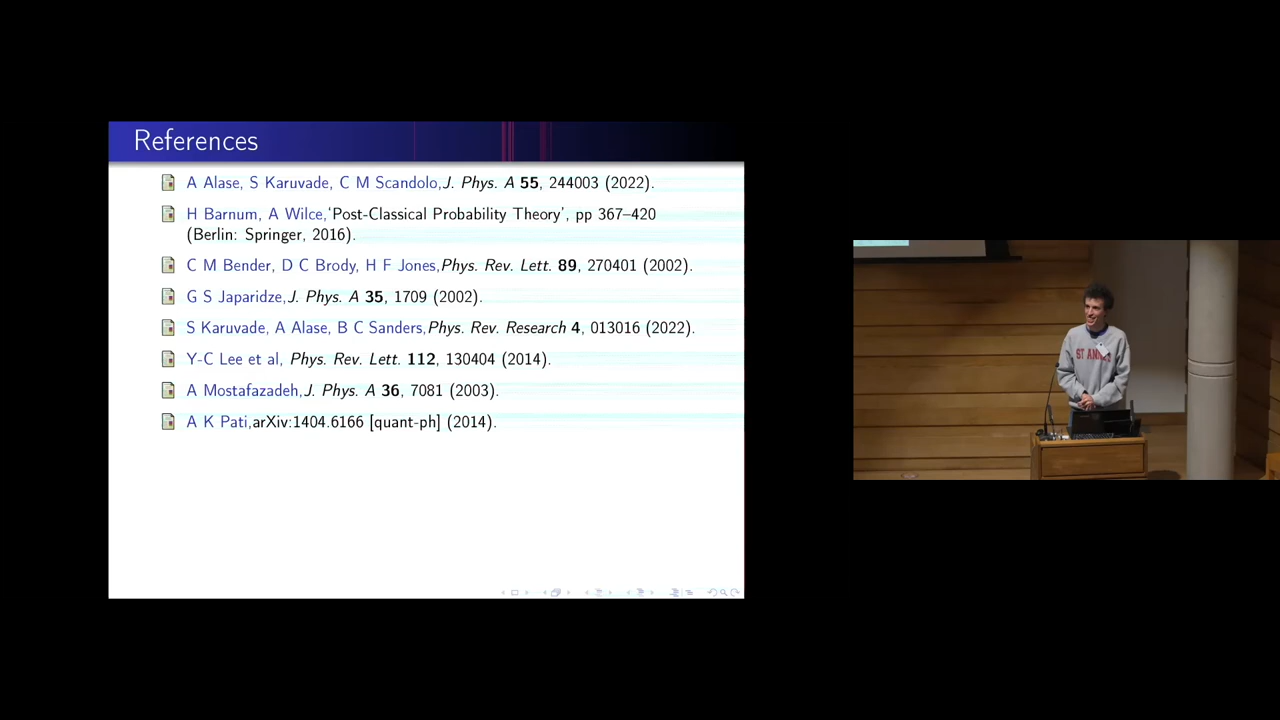 References
A Alase, S Karuvade, C M Scandolo,J. Phys. A 55, 244003 (2022).
H Barnum, A Wilce,‘Post-Classical Probability Theory’, pp 367–420
(Berlin: Springer, 2016).
C M Bender, D C Brody, H F Jones,Phys. Rev. Lett. 89, 270401 (2002).
G S Japaridze,J. Phys. A 35, 1709 (2002).
S Karuvade, A Alase, B C Sanders,Phys. Rev. Research 4, 013016 (2022).
Y-C Lee et al, Phys. Rev. Lett. 112, 130404 (2014).
A Mostafazadeh,J. Phys. A 36, 7081 (2003).
A K Pati,arXiv:1404.6166 [quant-ph] (2014).
ST